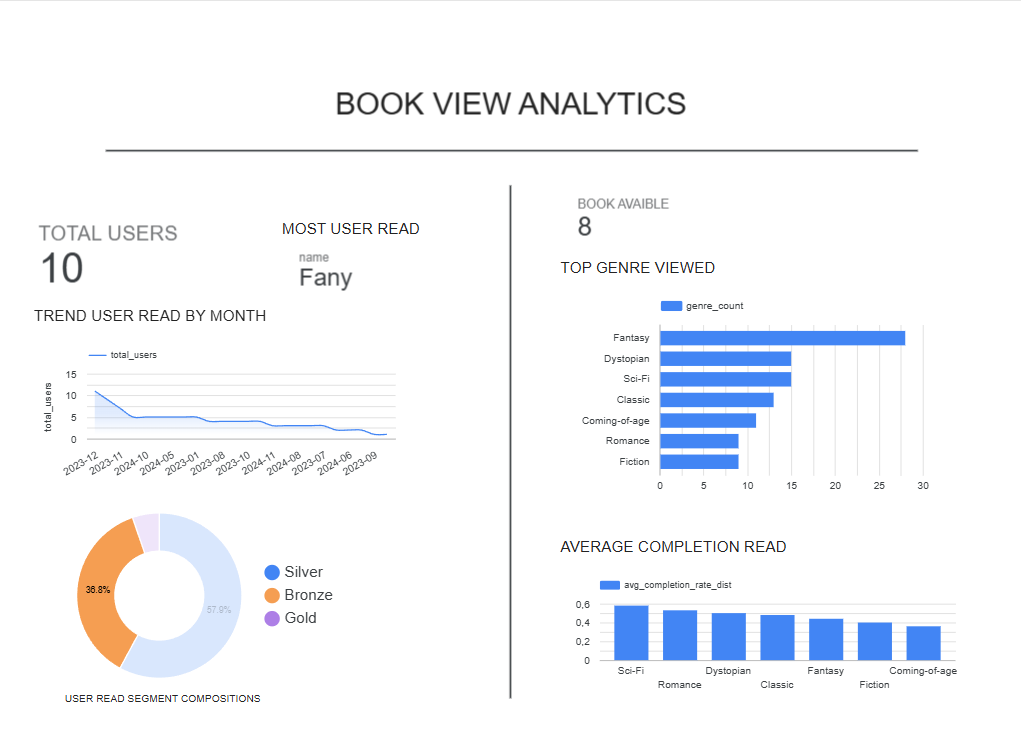 BOOK VIEW ANALYTICS
TOTAL USERS
10
MOST USER READ
name
Fany
TREND USER READ BY MONTH
total_users
total_users
15
10
5
0
2023-12
2023-11
2024-10
2024-05
2023-01
2023-08
2023-10
2024-11
2024-08
2023-07
2024-06
2023-09
36.8%
57.9%
Silver
Bronze
Gold
USER READ SEGMENT COMPOSITIONS
BOOK AVAIBLE
8
TOP GENRE VIEWED
genre_count
Fantasy
Dystopian
Sci-Fi
Classic
Coming-of-age
Romance
Fiction
0 5 10 15 20 25 30
AVERAGE COMPLETION READ
avg_completion_rate_dist
0,6
0,4
0,2
0
Sci-Fi Dystopian Fantasy Coming-of-age
Romance Classic Fiction